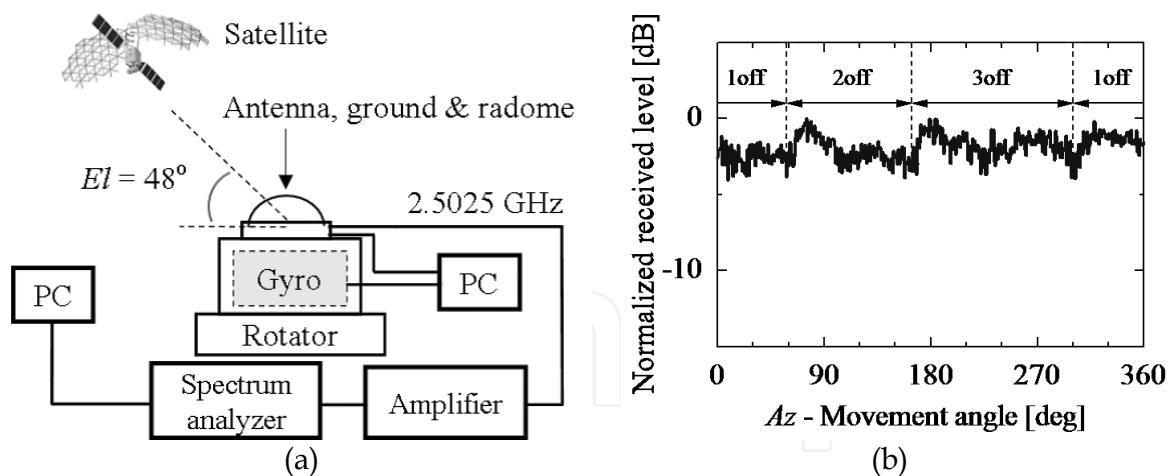 Satellite
Antenna, ground & radome
El = 48°
2.5025 GHz
PC
Gyro
PC
Rotator
Spectrum
analyzer
Amplifier
(a)
Normalized received level [dB]
1off 2off 3off 1off
0
-10
0 90 180 270 360
Az - Movement angle [deg]
(b)